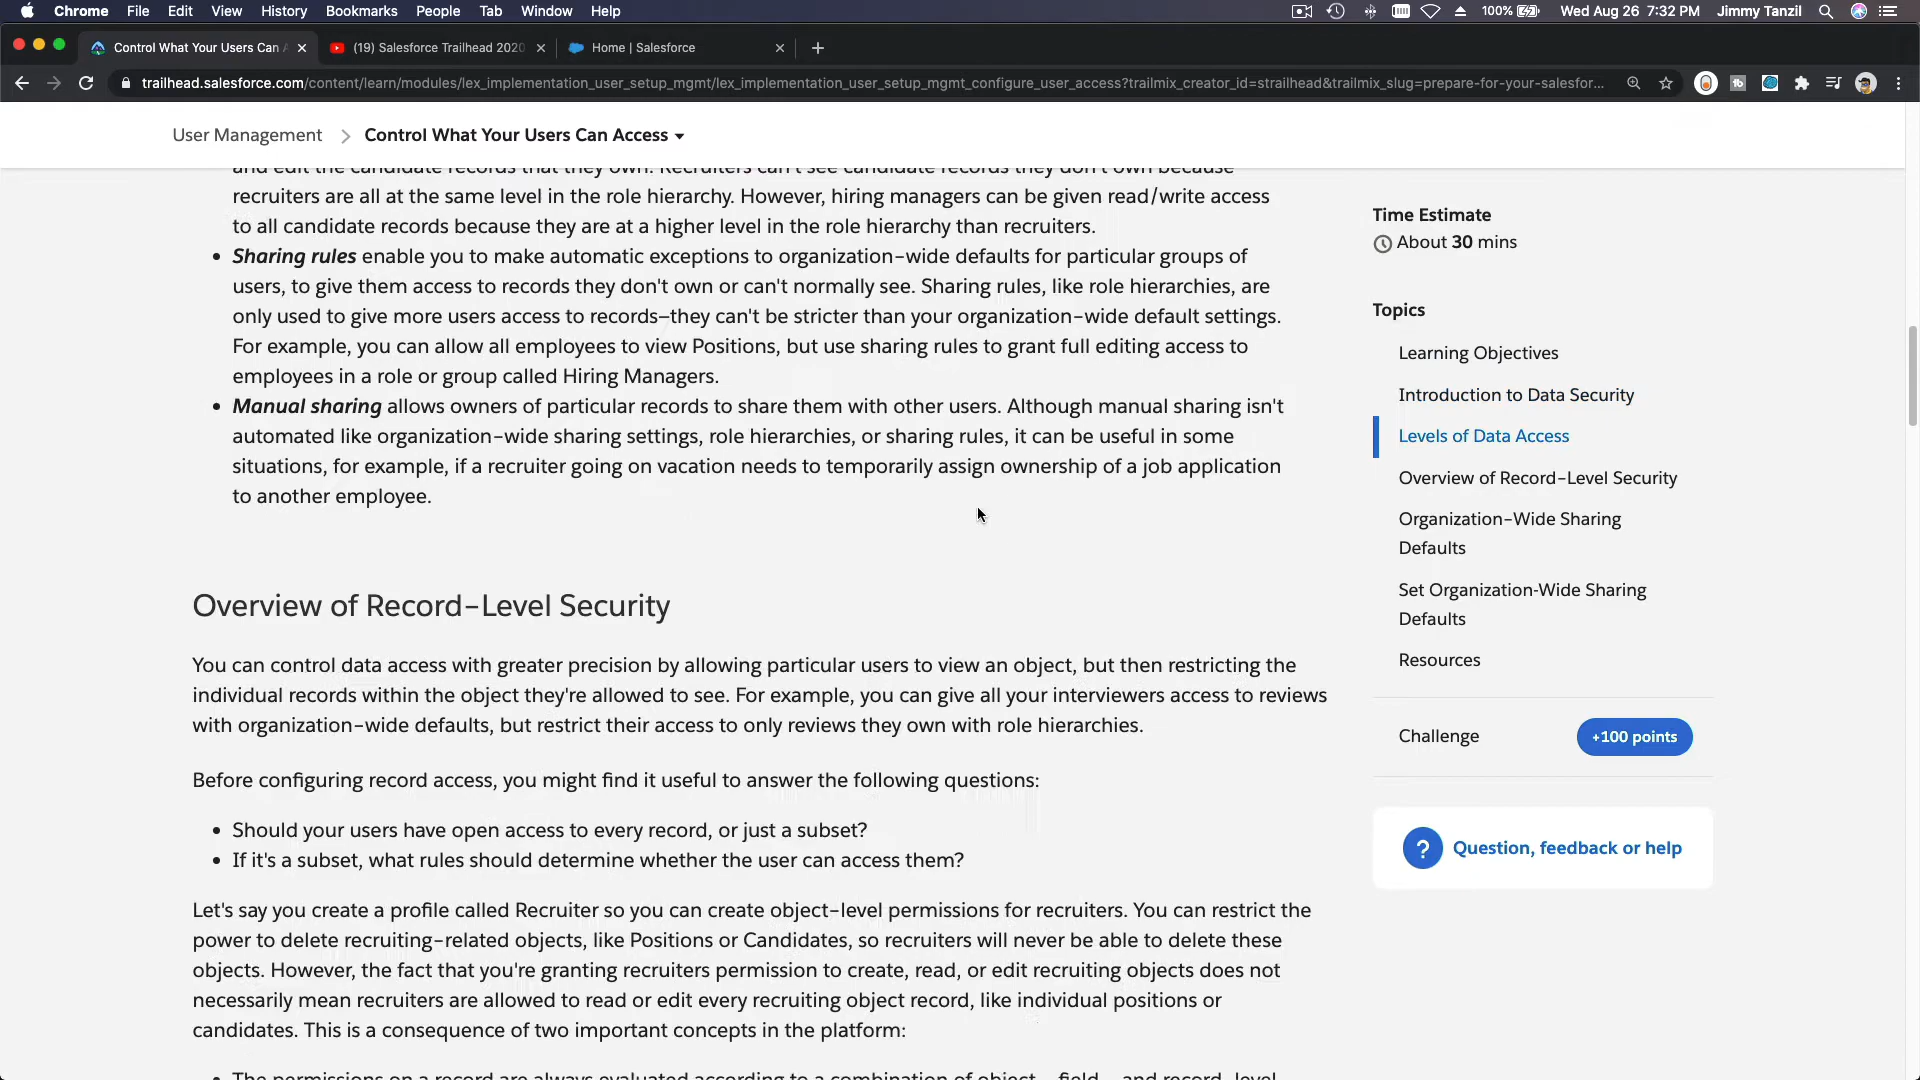 Chrome File Edit View History Bookmarks People Tab Window Help 100% Wed Aug 26 7:32 PM Jimmy Tanzil
Control What Your Users Can A (19) Salesforce Trailhead 2020 Home | Salesforce
trailhead.salesforce.com/content/learn/modules/lex_implementation_user_setup_mgmt/lex_implementation_user_setup_mgmt_configure_user_access?trailmix_creator_id=strailhead&trailmix_slug=prepare-for-your-salesfor...
User Management > Control What Your Users Can Access
and edit the candidate records that they own. Recruiters can't see candidate records they don't own because
recruiters are all at the same level in the role hierarchy. However, hiring managers can be given read/write access
to all candidate records because they are at a higher level in the role hierarchy than recruiters.
• Sharing rules enable you to make automatic exceptions to organization-wide defaults for particular groups of
users, to give them access to records they don't own or can't normally see. Sharing rules, like role hierarchies, are
only used to give more users access to records—they can't be stricter than your organization-wide default settings.
For example, you can allow all employees to view Positions, but use sharing rules to grant full editing access to
employees in a role or group called Hiring Managers.
• Manual sharing allows owners of particular records to share them with other users. Although manual sharing isn't
automated like organization-wide sharing settings, role hierarchies, or sharing rules, it can be useful in some
situations, for example, if a recruiter going on vacation needs to temporarily assign ownership of a job application
to another employee.
Overview of Record-Level Security
You can control data access with greater precision by allowing particular users to view an object, but then restricting the
individual records within the object they're allowed to see. For example, you can give all your interviewers access to reviews
with organization-wide defaults, but restrict their access to only reviews they own with role hierarchies.
Before configuring record access, you might find it useful to answer the following questions:
• Should your users have open access to every record, or just a subset?
• If it's a subset, what rules should determine whether the user can access them?
Let's say you create a profile called Recruiter so you can create object-level permissions for recruiters. You can restrict the
power to delete recruiting-related objects, like Positions or Candidates, so recruiters will never be able to delete these
objects. However, the fact that you're granting recruiters permission to create, read, or edit recruiting objects does not
necessarily mean recruiters are allowed to read or edit every recruiting object record, like individual positions or
candidates. This is a consequence of two important concepts in the platform:
• The permissions on a record are always evaluated according to a combination of object-, field-, and record-level
Time Estimate
About 30 mins
Topics
Learning Objectives
Introduction to Data Security
Levels of Data Access
Overview of Record-Level Security
Organization-Wide Sharing
Defaults
Set Organization-Wide Sharing
Defaults
Resources
Challenge +100 points
? Question, feedback or help